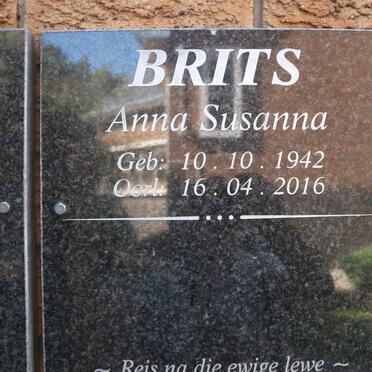 BRITS
Anna Susanna
Geb: 10 . 10 . 1942
Oorl: 16 . 04 . 2016
~ Reis na die ewige lewe ~